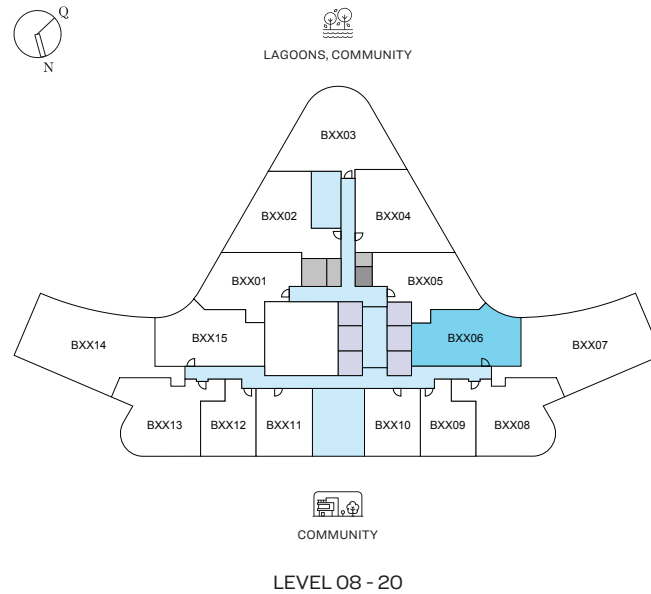 Q
N
LAGOONS, COMMUNITY
BXX03
BXX02
BXX04
BXX01
BXX05
BXX14
BXX15
BXX06
BXX07
BXX13
BXX12
BXX11
BXX10
BXX09
BXX08
COMMUNITY
LEVEL 08 - 20